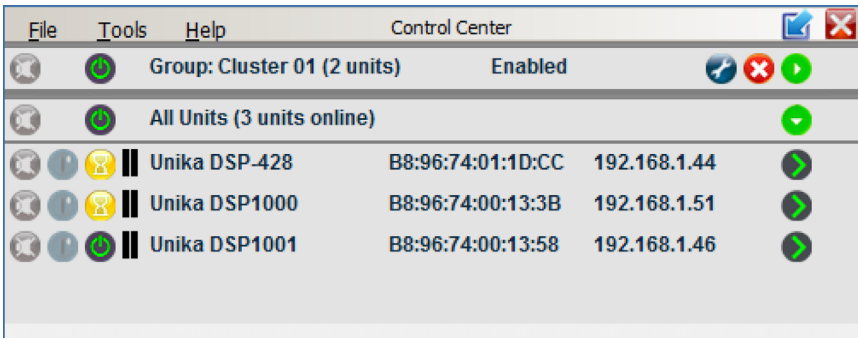 File Tools Help Control Center
Group: Cluster 01 (2 units) Enabled
All Units (3 units online)
Unika DSP-428 B8:96:74:01:1D:CC 192.168.1.44
Unika DSP1000 B8:96:74:00:13:3B 192.168.1.51
Unika DSP1001 B8:96:74:00:13:58 192.168.1.46